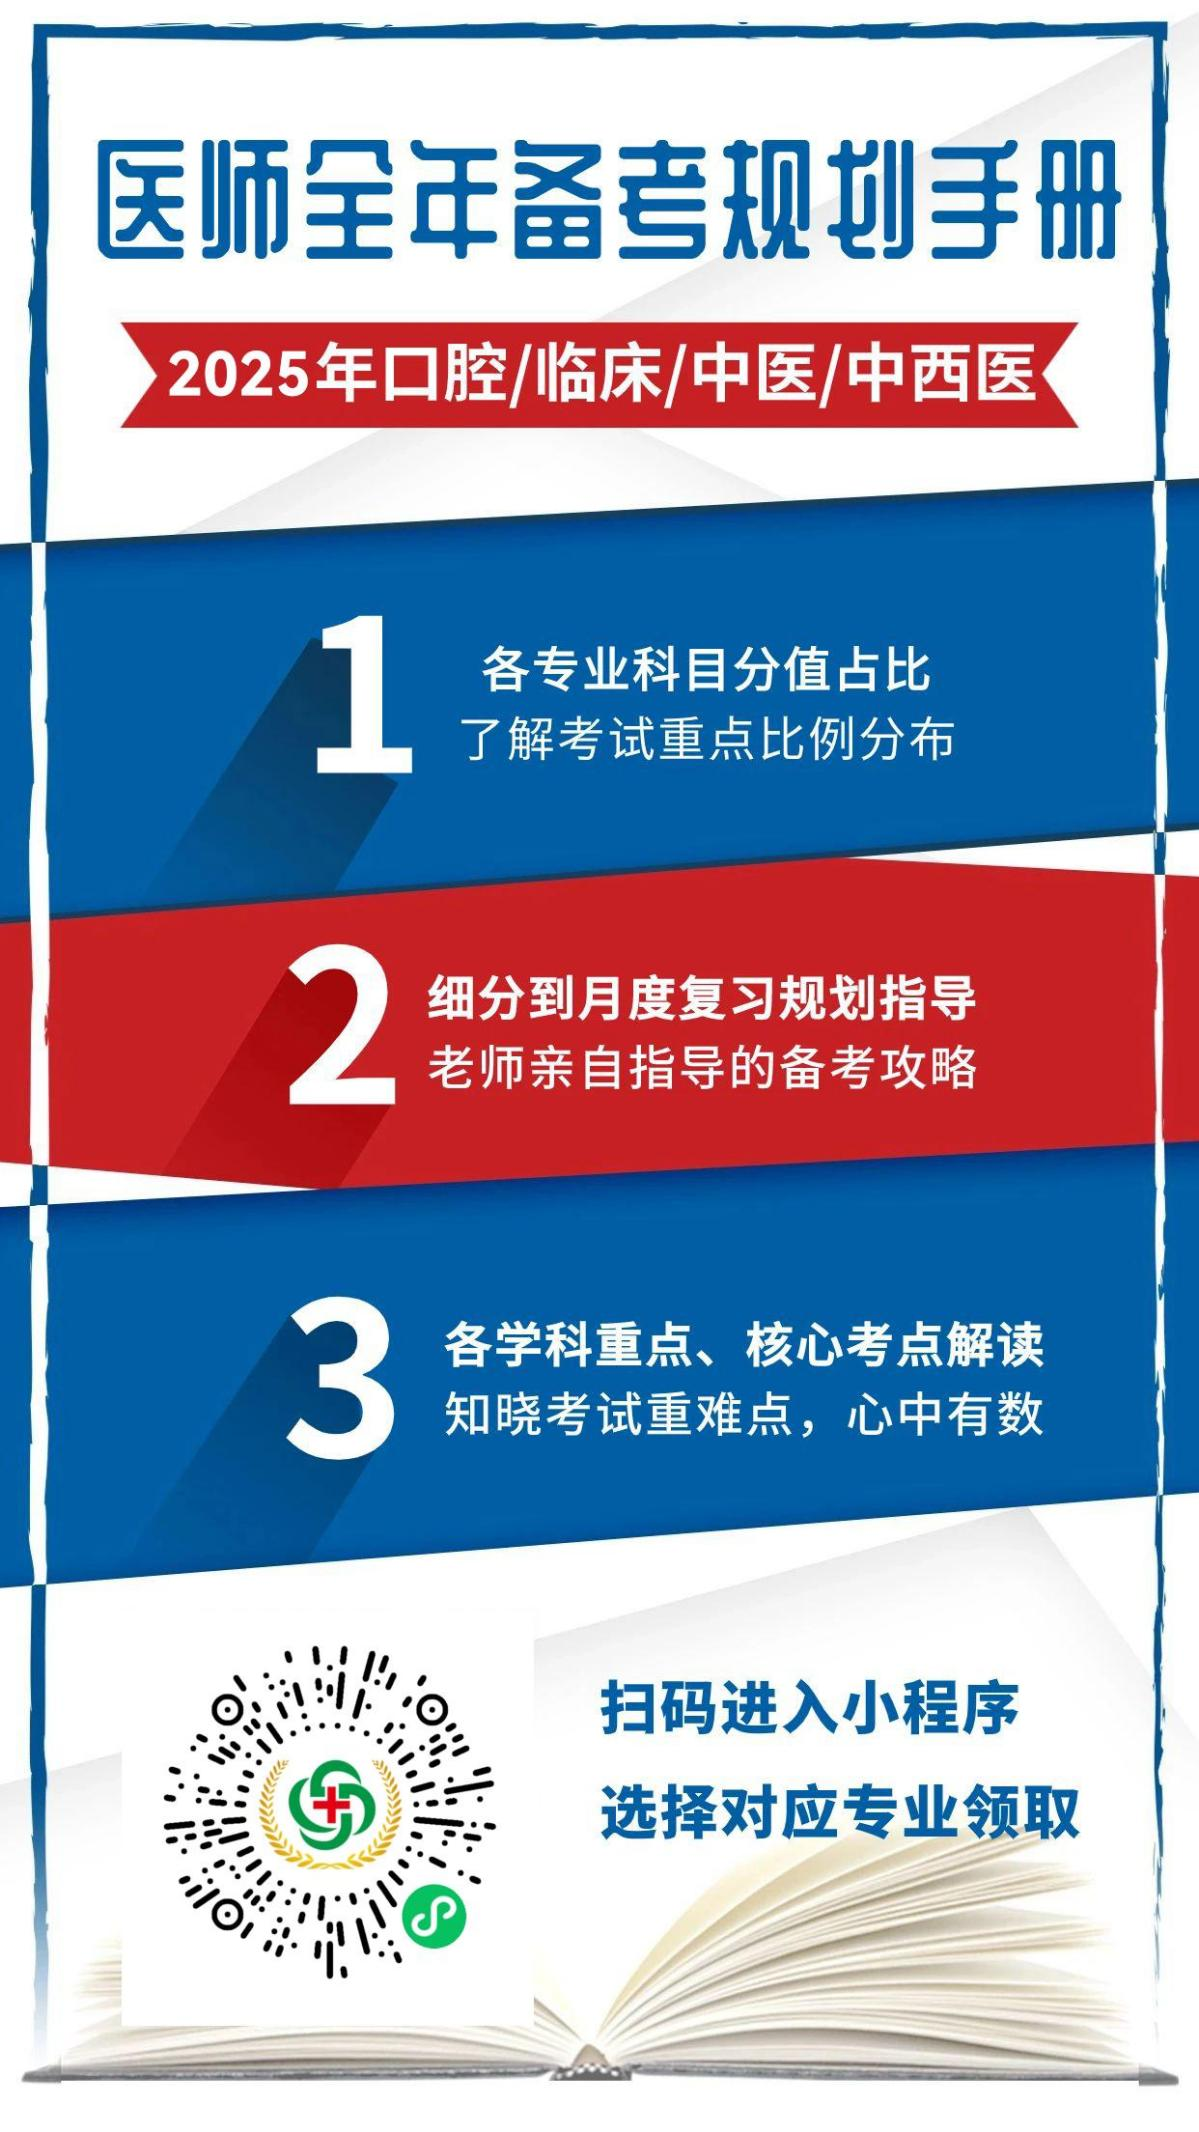 医师全年备考规划手册
2025年口腔/临床/中医/中西医
1
各专业科目分值占比
了解考试重点比例分布
2
细分到月度复习规划指导
老师亲自指导的备考攻略
3
各学科重点、核心考点解读
知晓考试重难点，心中有数
扫码进入小程序
选择对应专业领取